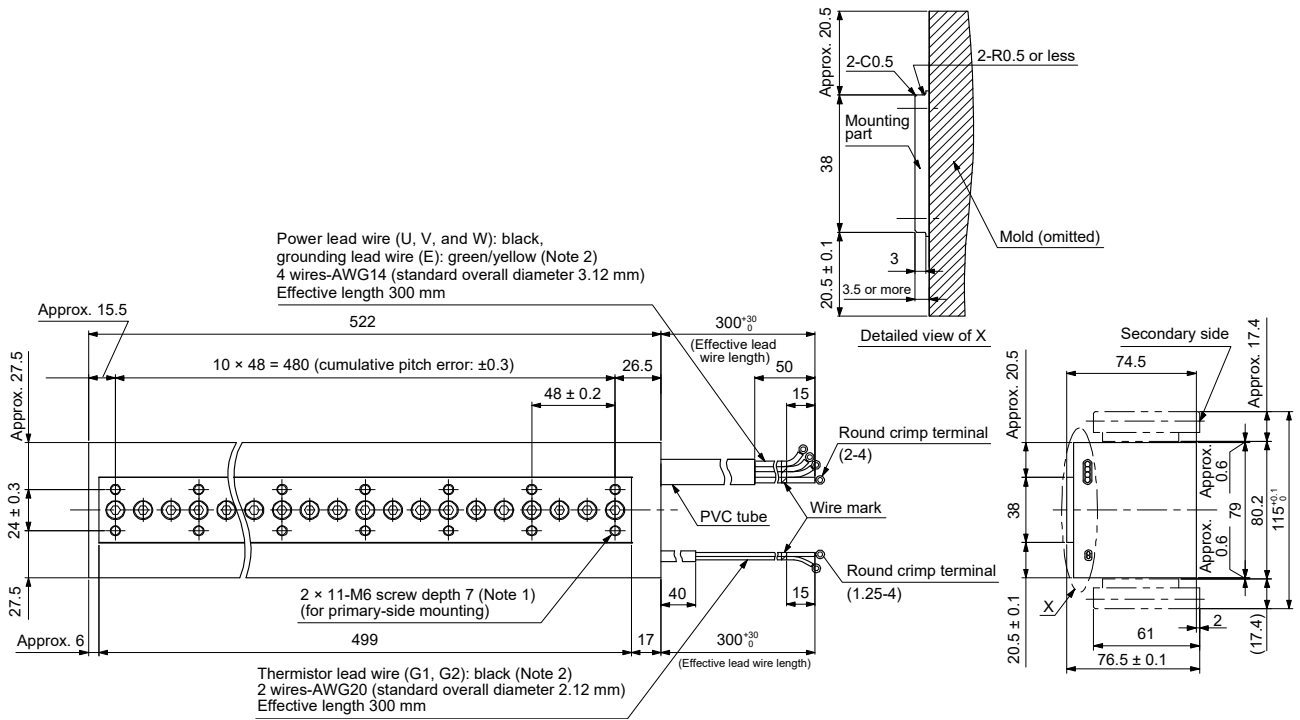 Approx. 20.5
2-C0.5
2-R0.5 or less
Mounting
part
38
Mold (omitted)
20.5 ± 0.1
3
3.5 or more
Detailed view of X
Power lead wire (U, V, and W): black,
grounding lead wire (E): green/yellow (Note 2)
4 wires-AWG14 (standard overall diameter 3.12 mm)
Effective length 300 mm
Approx. 15.5
522
300 +30 0
(Effective lead
wire length)
10 × 48 = 480 (cumulative pitch error: ±0.3)
26.5
50
48 ± 0.2
15
Approx. 27.5
24 ± 0.3
27.5
Round crimp terminal
(2-4)
PVC tube
Wire mark
Round crimp terminal
(1.25-4)
2 × 11-M6 screw depth 7 (Note 1)
(for primary-side mounting)
40
15
Approx. 6
499
17
300 +30 0
(Effective lead wire length)
Thermistor lead wire (G1, G2): black (Note 2)
2 wires-AWG20 (standard overall diameter 2.12 mm)
Effective length 300 mm
Secondary side
74.5
Approx. 17.4
Approx. 20.5
38
20.5 ± 0.1
Approx.
0.6
Approx.
0.6
79
80.2
115 +0.1 0
X
2
61
(17.4)
76.5 ± 0.1